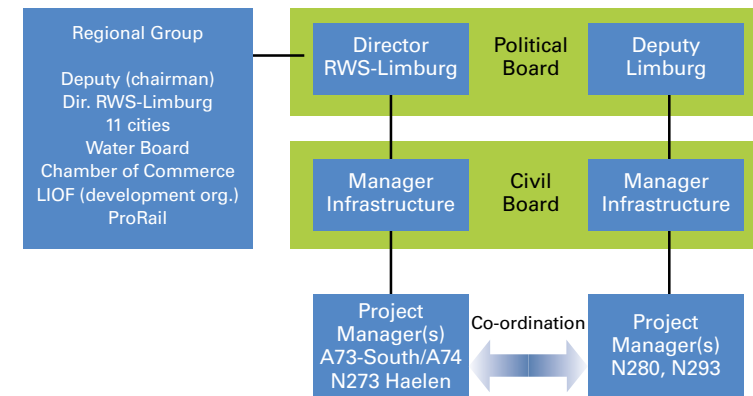 Regional Group
Deputy (chairman)
Dir. RWS-Limburg
11 cities
Water Board
Chamber of Commerce
LIOF (development org.)
ProRail
Director
RWS-Limburg
Political
Board
Deputy
Limburg
Manager
Infrastructure
Civil
Board
Manager
Infrastructure
Project
Manager(s)
A73-South/A74
N273 Haelen
Co-ordination
Project
Manager(s)
N280, N293